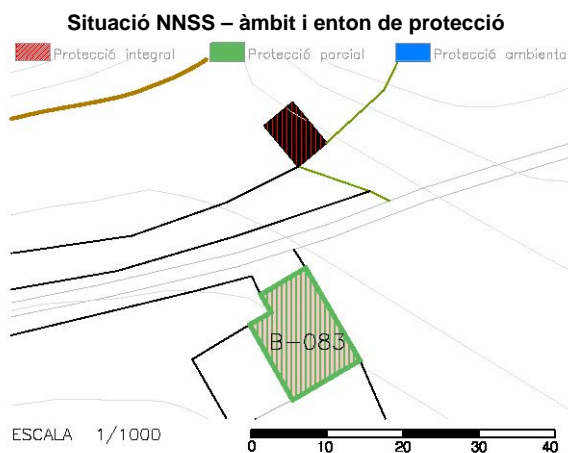 Situació NNSS – àmbit i enton de protecció
Protecció integral Protecció parcial Protecció ambienta
B-083
ESCALA 1/1000
0 10 20 30 40